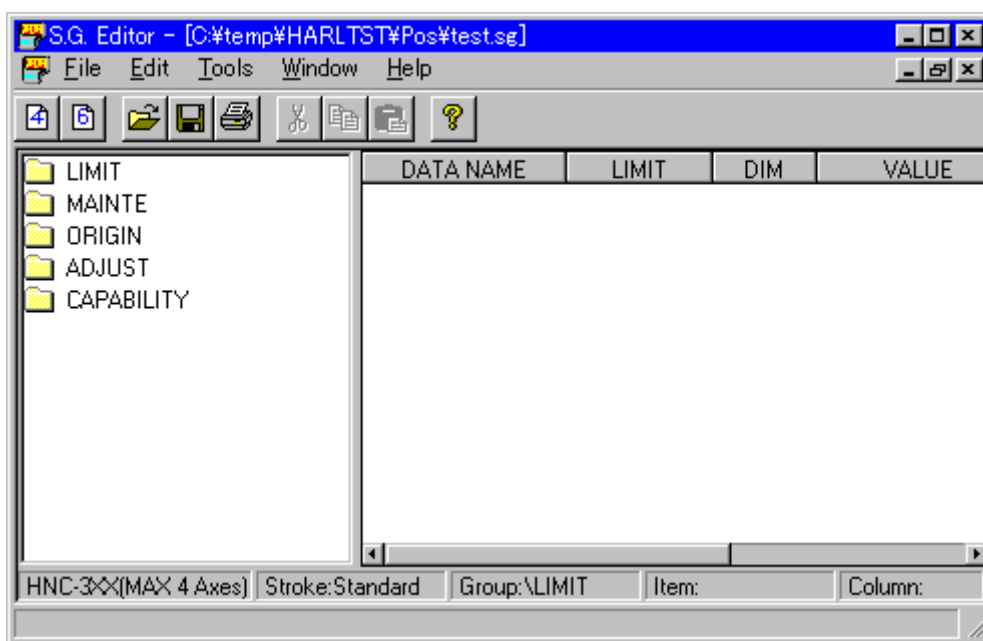 S.G. Editor - [C:¥temp¥HARLTST¥Pos¥test.sg]
File Edit Tools Window Help
4 6 ?
LIMIT
MAINTE
ORIGIN
ADJUST
CAPABILITY
DATA NAME LIMIT DIM VALUE
HNC-3XX(MAX 4 Axes) Stroke:Standard Group:\LIMIT Item: Column: